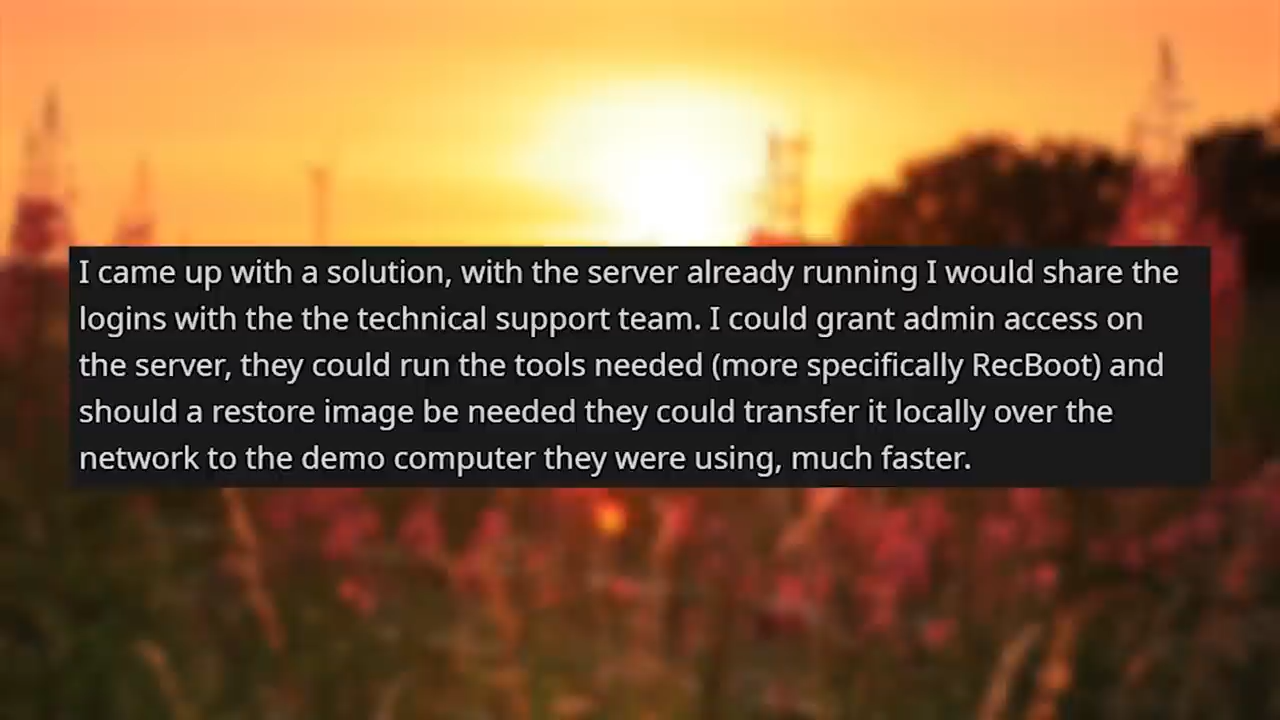 I came up with a solution, with the server already running I would share the
logins with the the technical support team. I could grant admin access on
the server, they could run the tools needed (more specifically RecBoot) and
should a restore image be needed they could transfer it locally over the
network to the demo computer they were using, much faster.